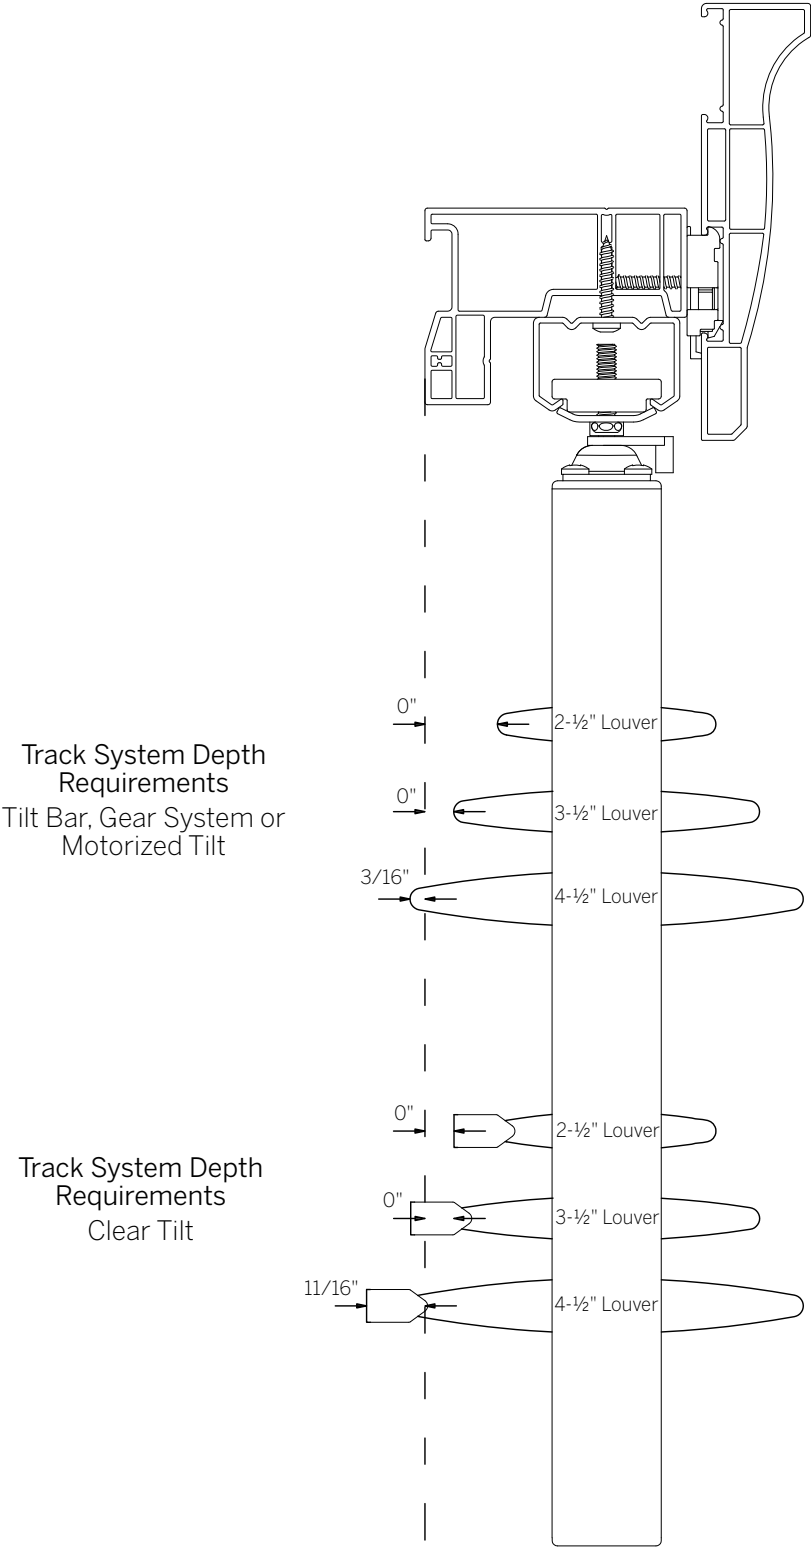 0"
2-½" Louver
Track System Depth
Requirements
Tilt Bar, Gear System or
Motorized Tilt
0"
3-½" Louver
3/16"
4-½" Louver
0"
2-½" Louver
Track System Depth
Requirements
Clear Tilt
0"
3-½" Louver
11/16"
4-½" Louver